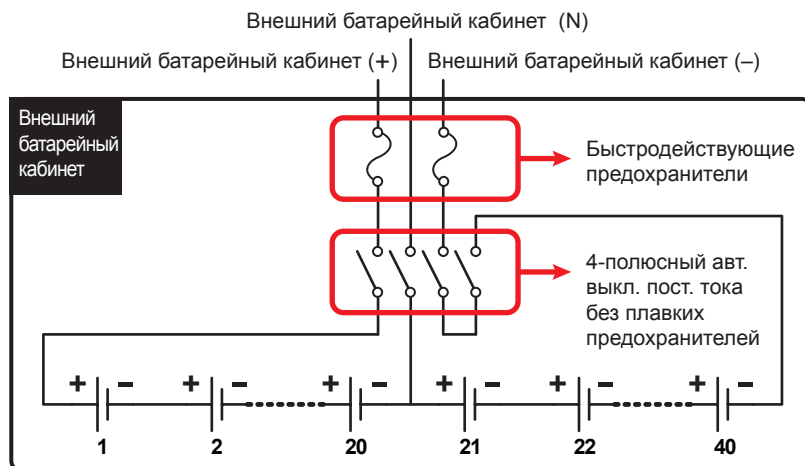 Внешний батарейный кабинет (N)
Внешний батарейный кабинет (+)
Внешний батарейный кабинет (–)
Внешний
батарейный
кабинет
Быстродействующие
предохранители
4-полюсный авт.
выкл. пост. тока
без плавких
предохранителей
+ – + – + – + – + – + –
1 2 20 21 22 40